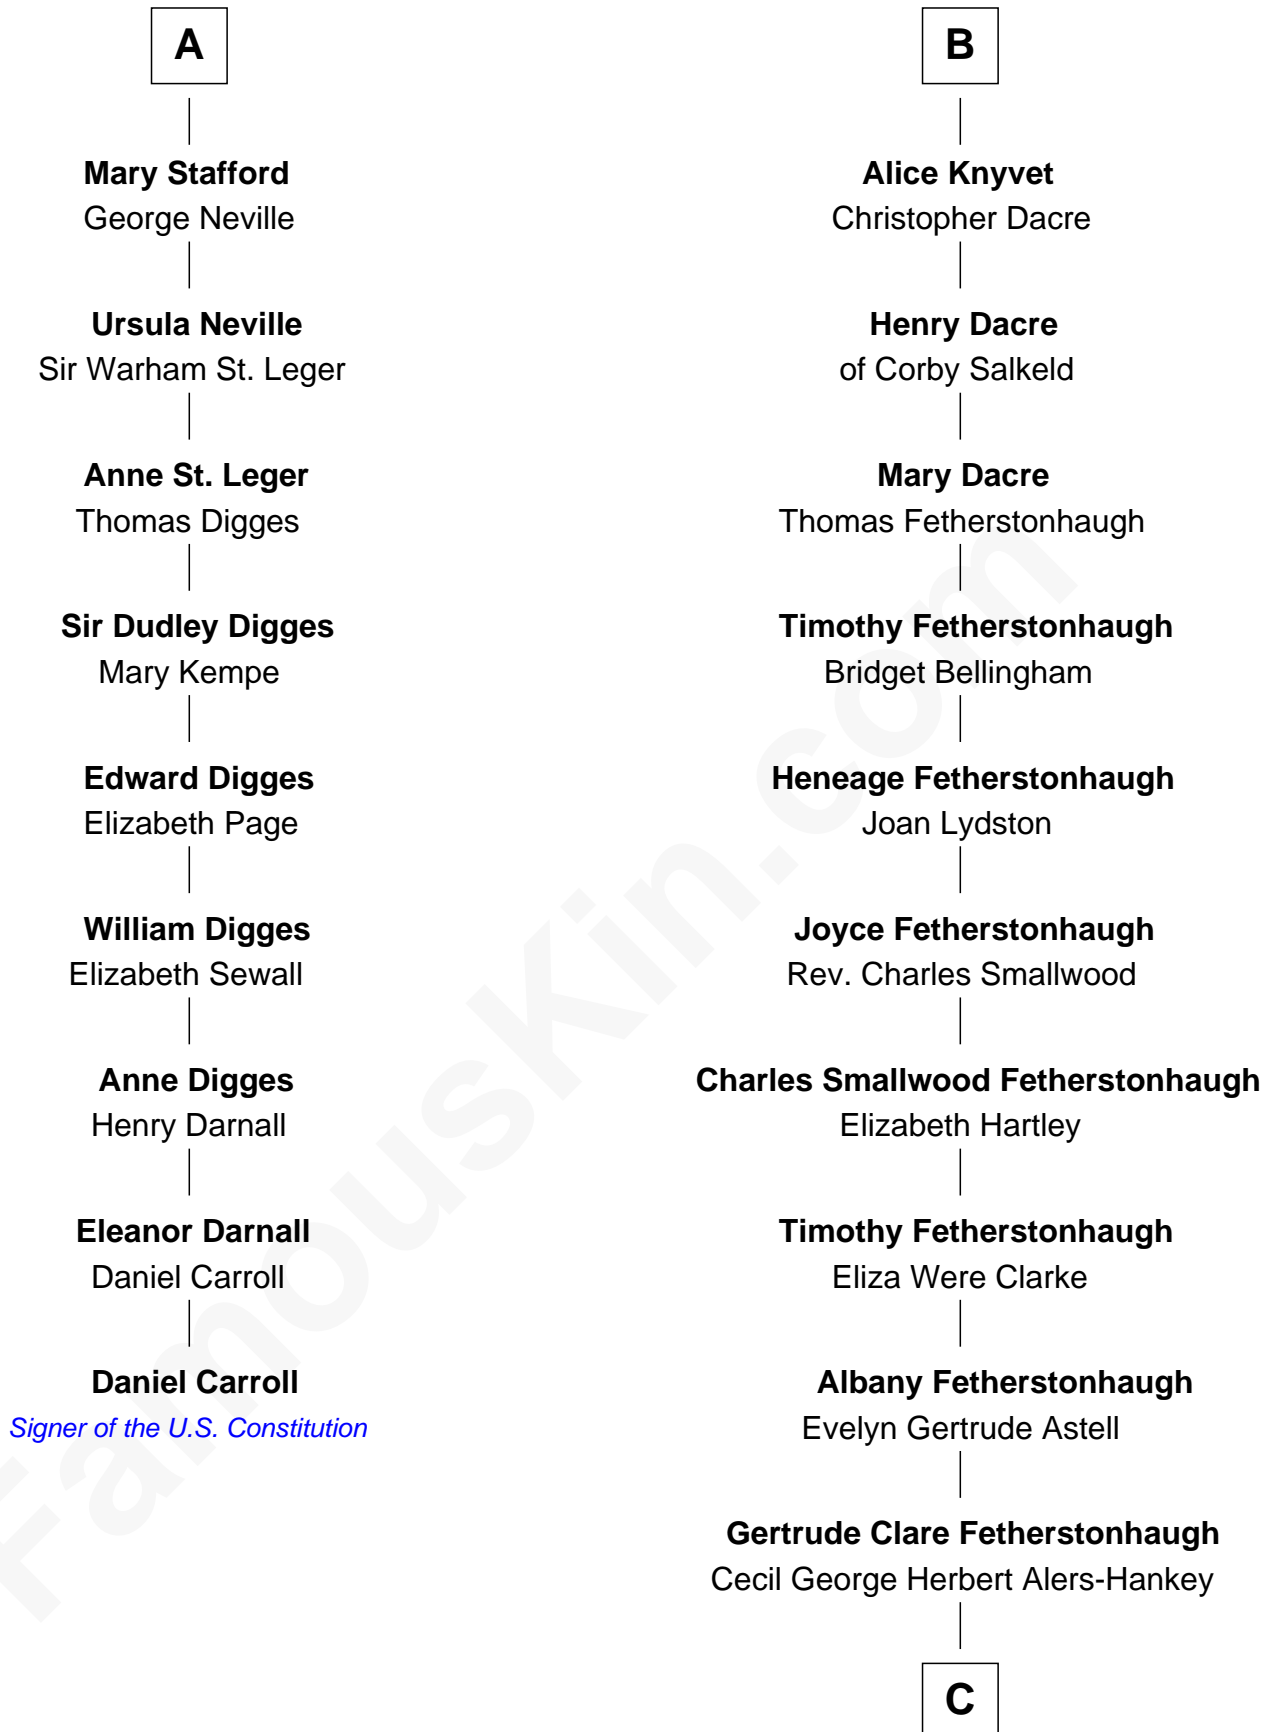 A
Mary Stafford
George Neville
Ursula Neville
Sir Warham St. Leger
Anne St. Leger
Thomas Digges
Sir Dudley Digges
Mary Kempe
Edward Digges
Elizabeth Page
William Digges
Elizabeth Sewall
Anne Digges
Henry Darnall
Eleanor Darnall
Daniel Carroll
Daniel Carroll
Signer of the U.S. Constitution
B
Alice Knyvet
Christopher Dacre
Henry Dacre
of Corby Salkeld
Mary Dacre
Thomas Fetherstonhaugh
Timothy Fetherstonhaugh
Bridget Bellingham
Heneage Fetherstonhaugh
Joan Lydston
Joyce Fetherstonhaugh
Rev. Charles Smallwood
Charles Smallwood Fetherstonhaugh
Elizabeth Hartley
Timothy Fetherstonhaugh
Eliza Were Clarke
Albany Fetherstonhaugh
Evelyn Gertrude Astell
Gertrude Clare Fetherstonhaugh
Cecil George Herbert Alers-Hankey
C
FamousKin.com